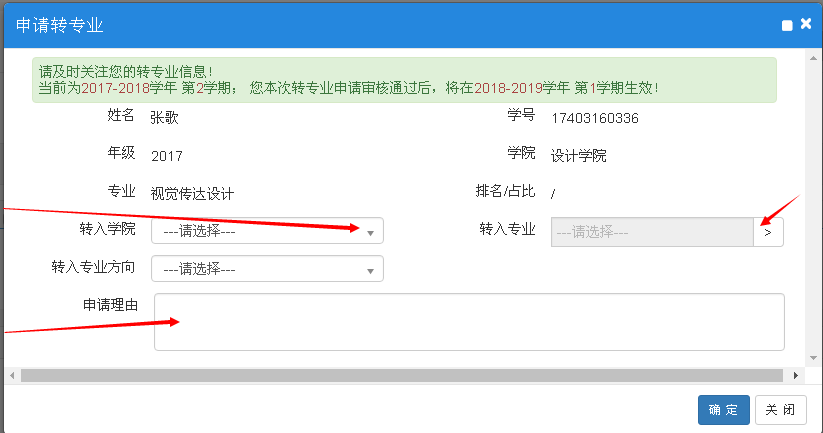 申请转专业
请及时关注您的转专业信息！
当前为2017-2018学年 第2学期； 您本次转专业申请审核通过后，将在2018-2019学年 第1学期生效！
姓名 张歌 学号 17403160336
年级 2017 学院 设计学院
专业 视觉传达设计 排名/占比 /
转入学院 ---请选择--- 转入专业 ---请选择--- >
转入专业方向 ---请选择---
申请理由
确 定 关 闭